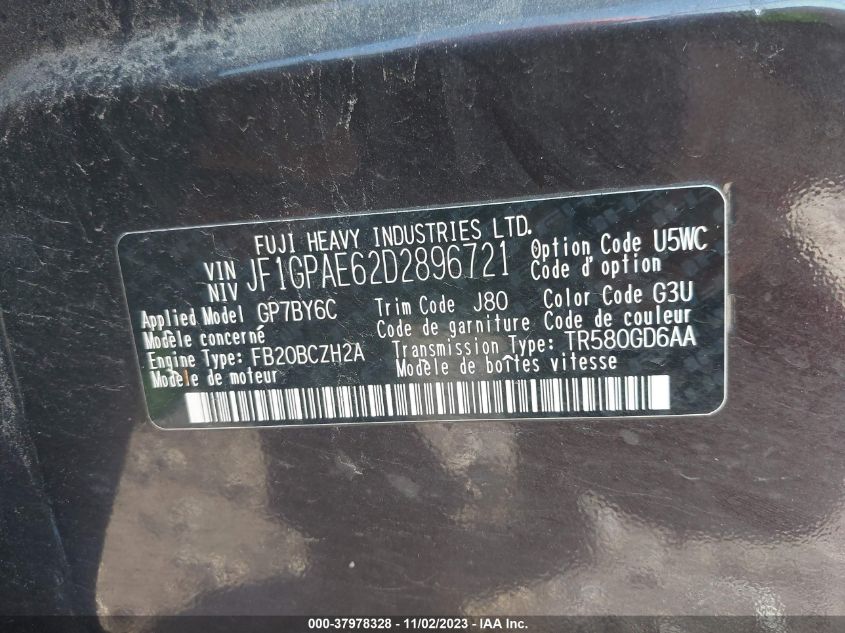 FUJI HEAVY INDUSTRIES LTD.
VIN
NIV JF1GPAE62D2896721
Option Code U5WC
Code d'option
Applied Model GP7BY6C Trim Code J80 Color Code G3U
Modèle concerné Code de garniture Code de couleur
Engine Type: FB20BCZH2A Transmission Type: TR580GD6AA
Modèle de moteur Modèle de boîtes vitesse
000-37978328 - 11/02/2023 - IAA, Inc.